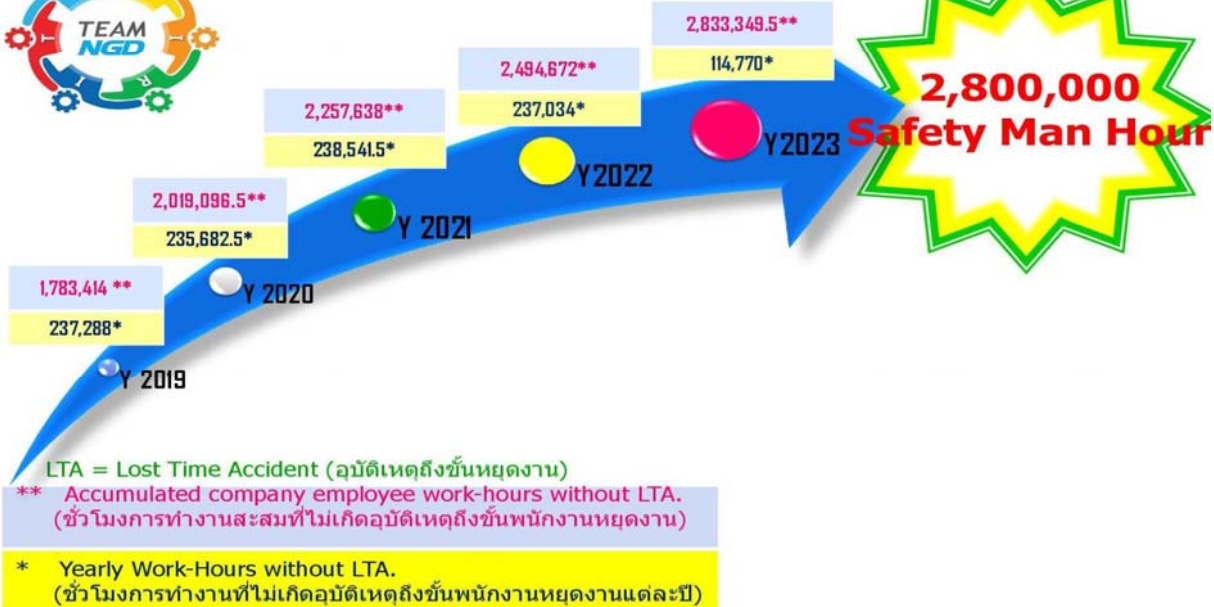 TEAM
NGD
T
I
I
R
2,833,349.5**
114,770*
2,494,672**
237,034*
2,257,638**
238,541.5*
2,019,096.5**
235,682.5*
1,783,414 **
237,288*
2,800,000
Safety Man Hour
Y2023
Y2022
Y 2021
Y 2020
Y 2019
LTA = Lost Time Accident (อุบัติเหตุถึงขั้นหยุดงาน)
** Accumulated company employee work-hours without LTA.
(ชั่วโมงการทำงานสะสมที่ไม่เกิดอุบัติเหตุถึงขั้นพนักงานหยุดงาน)
* Yearly Work-Hours without LTA.
(ชั่วโมงการทำงานที่ไม่เกิดอุบัติเหตุถึงขั้นพนักงานหยุดงานแต่ละปี)